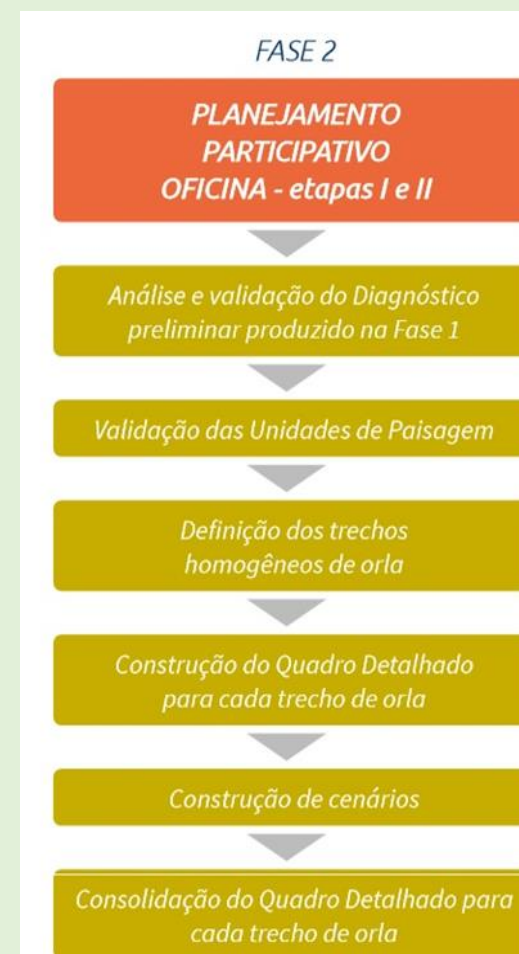 FASE 2
PLANEJAMENTO
PARTICIPATIVO
OFICINA - etapas I e II
Análise e validação do Diagnóstico
preliminar produzido na Fase 1
Validação das Unidades de Paisagem
Definição dos trechos
homogêneos de orla
Construção do Quadro Detalhado
para cada trecho de orla
Construção de cenários
Consolidação do Quadro Detalhado para
cada trecho de orla